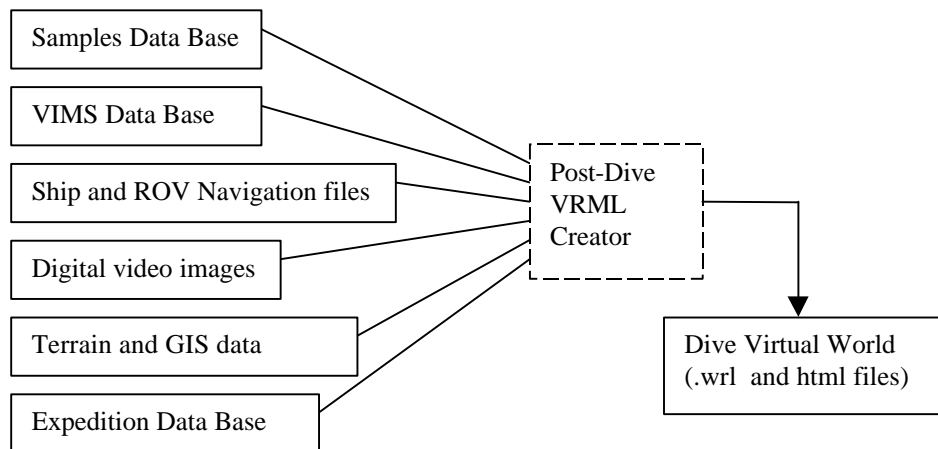 Samples Data Base
VIMS Data Base
Ship and ROV Navigation files
Digital video images
Terrain and GIS data
Expedition Data Base
Post-Dive
VRML
Creator
Dive Virtual World
(.wrl and html files)